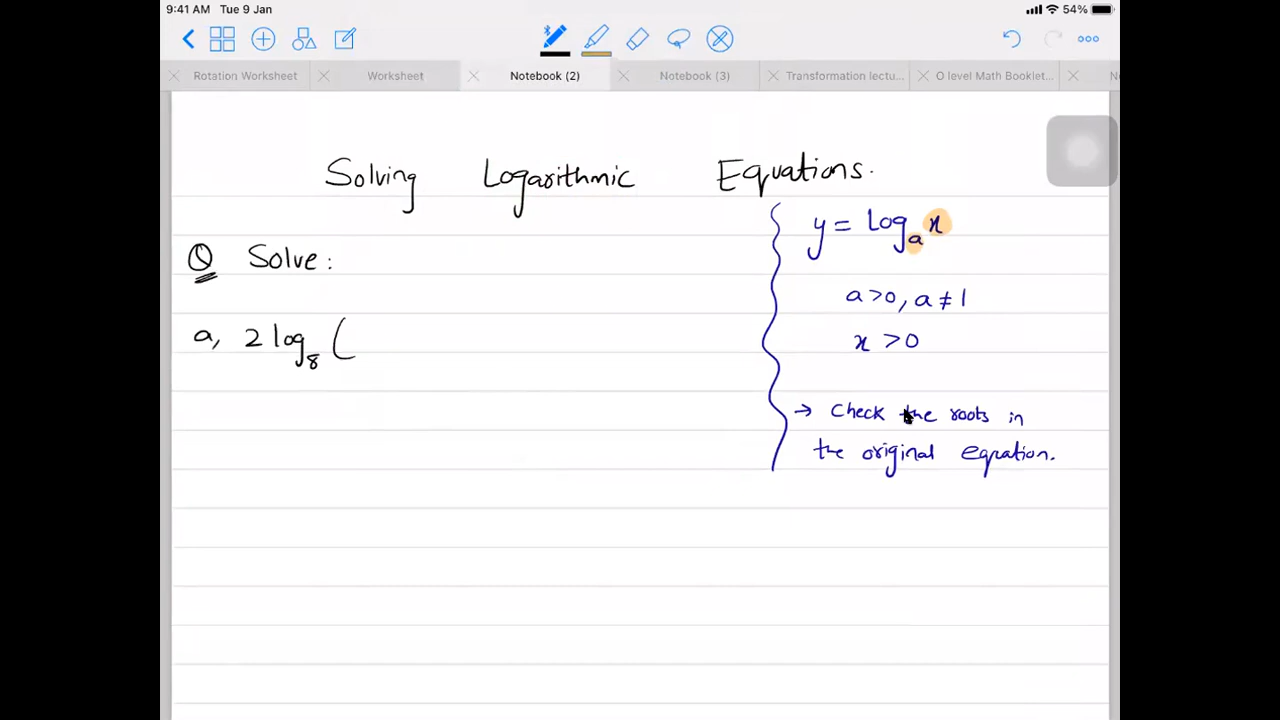 9:41 AM Tue 9 Jan
54%
Rotation Worksheet
Worksheet
Notebook (2)
Notebook (3)
Transformation lectu...
O level Math Booklet...
Solving Logarithmic Equations.
Q Solve:
a, 2 log₈ (
y = logₐ x
a > 0, a ≠ 1
x > 0
→ Check the roots in
the original equation.